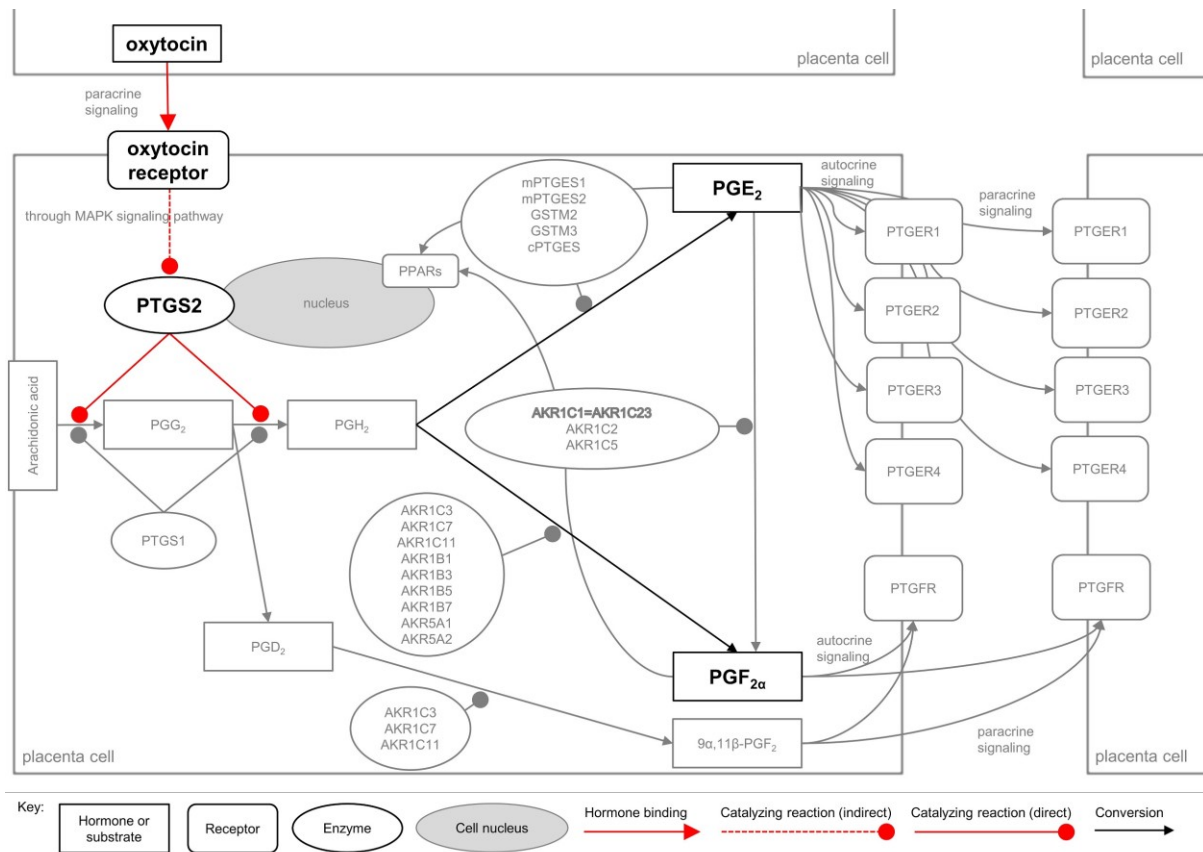 oxytocin
placenta cell
placenta cell
paracrine
signaling
oxytocin
receptor
through MAPK signaling pathway
PTGS2
nucleus
PPARs
mPTGES1
mPTGES2
GSTM2
GSTM3
cPTGES
PGE₂
autocrine
signaling
paracrine
signaling
PTGER1
PTGER1
PTGER2
PTGER2
PTGER3
PTGER3
PTGER4
PTGER4
Arachidonic acid
PGG₂
PGH₂
AKR1C1=AKR1C23
AKR1C2
AKR1C5
PTGS1
AKR1C3
AKR1C7
AKR1C11
AKR1B1
AKR1B3
AKR1B5
AKR1B7
AKR5A1
AKR5A2
PTGFR
PTGFR
PGD₂
PGF₂α
autocrine
signaling
AKR1C3
AKR1C7
AKR1C11
9α,11β-PGF₂
paracrine
signaling
placenta cell
placenta cell
Key:
Hormone or
substrate
Receptor
Enzyme
Cell nucleus
Hormone binding
Catalyzing reaction (indirect)
Catalyzing reaction (direct)
Conversion